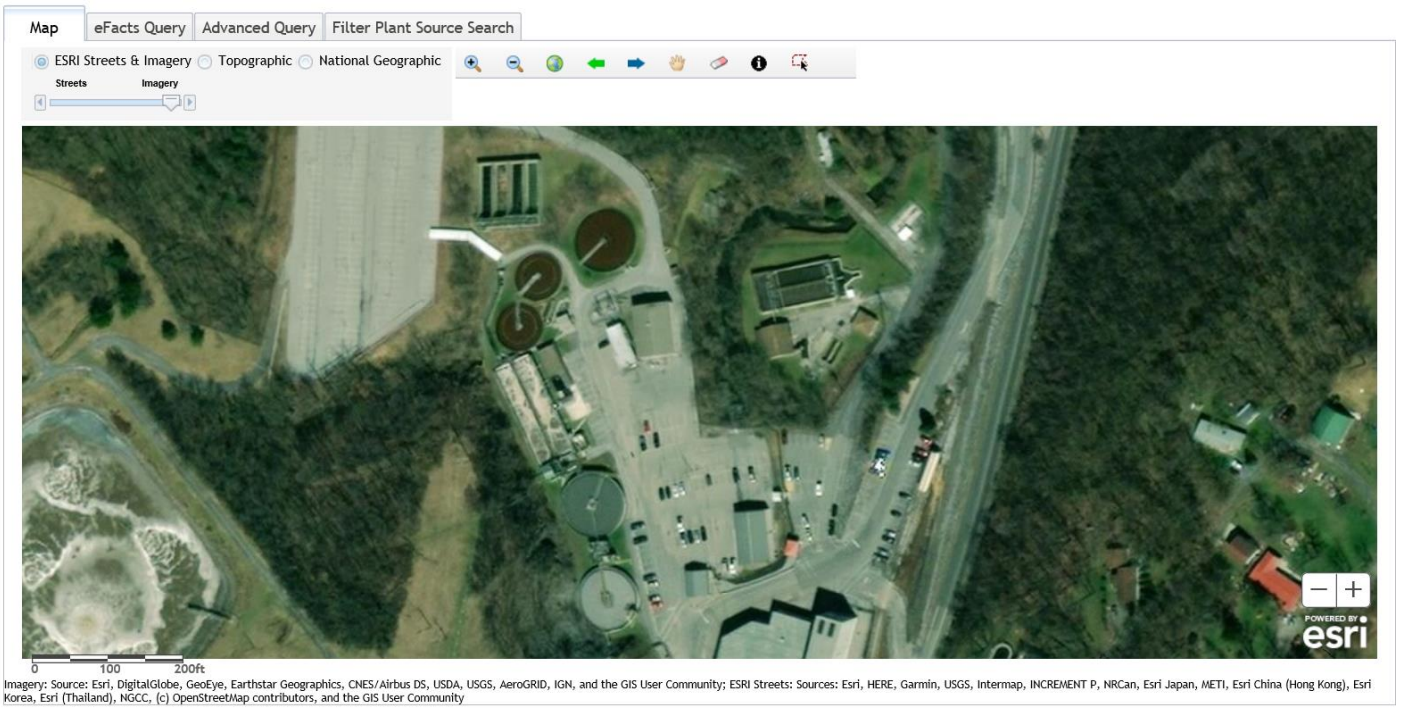 Map eFacts Query Advanced Query Filter Plant Source Search
ESRI Streets & Imagery Topographic National Geographic
Streets Imagery
POWERED BY
esri
0 100 200ft
Imagery: Source: Esri, DigitalGlobe, GeoEye, Earthstar Geographics, CNES/Airbus DS, USDA, USGS, AeroGRID, IGN, and the GIS User Community; ESRI Streets: Sources: Esri, HERE, Garmin, USGS, Intermap, INCREMENT P, NRCan, Esri Japan, METI, Esri China (Hong Kong), Esri
Korea, Esri (Thailand), NGCC, (c) OpenStreetMap contributors, and the GIS User Community